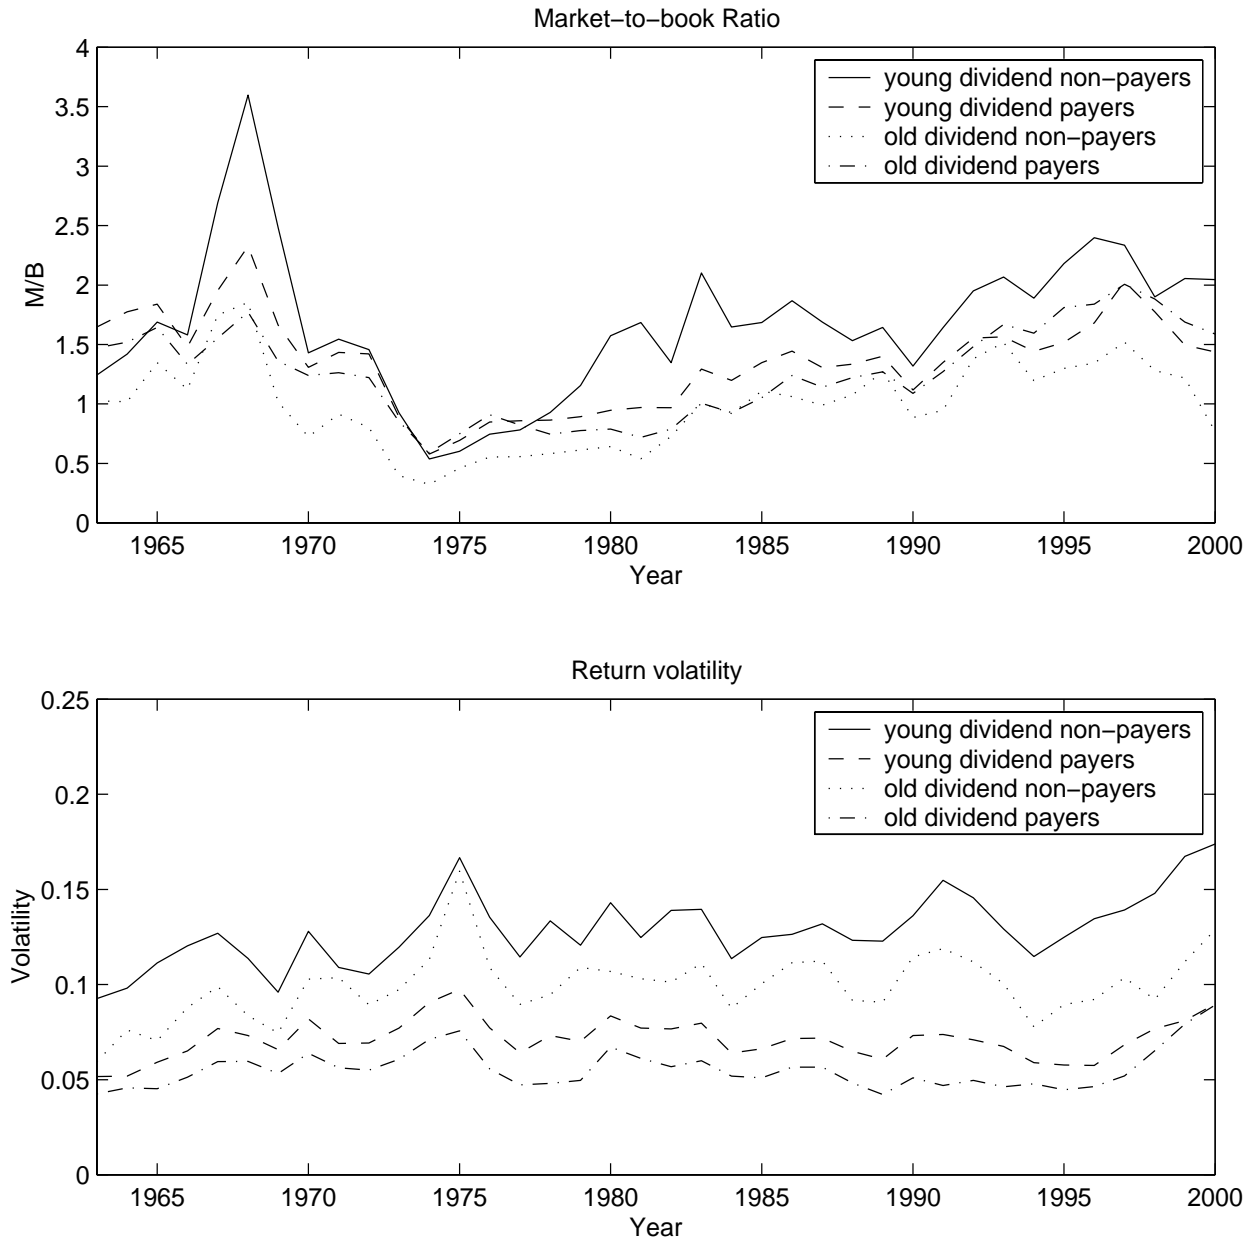 Market−to−book Ratio
4
3.5
3
2.5
2
1.5
1
0.5
0
M/B
young dividend non−payers
young dividend payers
old dividend non−payers
old dividend payers
1965 1970 1975 1980 1985 1990 1995 2000
Year
Return volatility
0.25
0.2
0.15
0.1
0.05
0
Volatility
young dividend non−payers
young dividend payers
old dividend non−payers
old dividend payers
1965 1970 1975 1980 1985 1990 1995 2000
Year